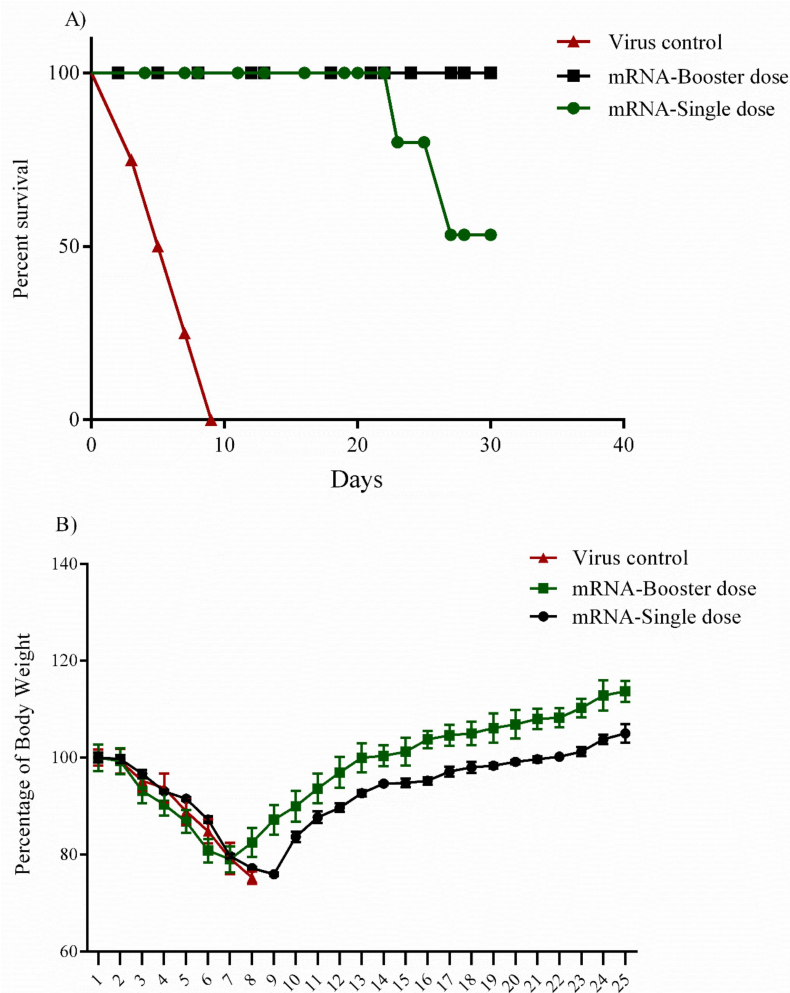 A)
Virus control
mRNA-Booster dose
mRNA-Single dose
Percent survival
100
50
0
0 10 20 30 40
Days
B)
Virus control
mRNA-Booster dose
mRNA-Single dose
Percentage of Body Weight
140
120
100
80
60
1 2 3 4 5 6 7 8 9 10 11 12 13 14 15 16 17 18 19 20 21 22 23 24 25